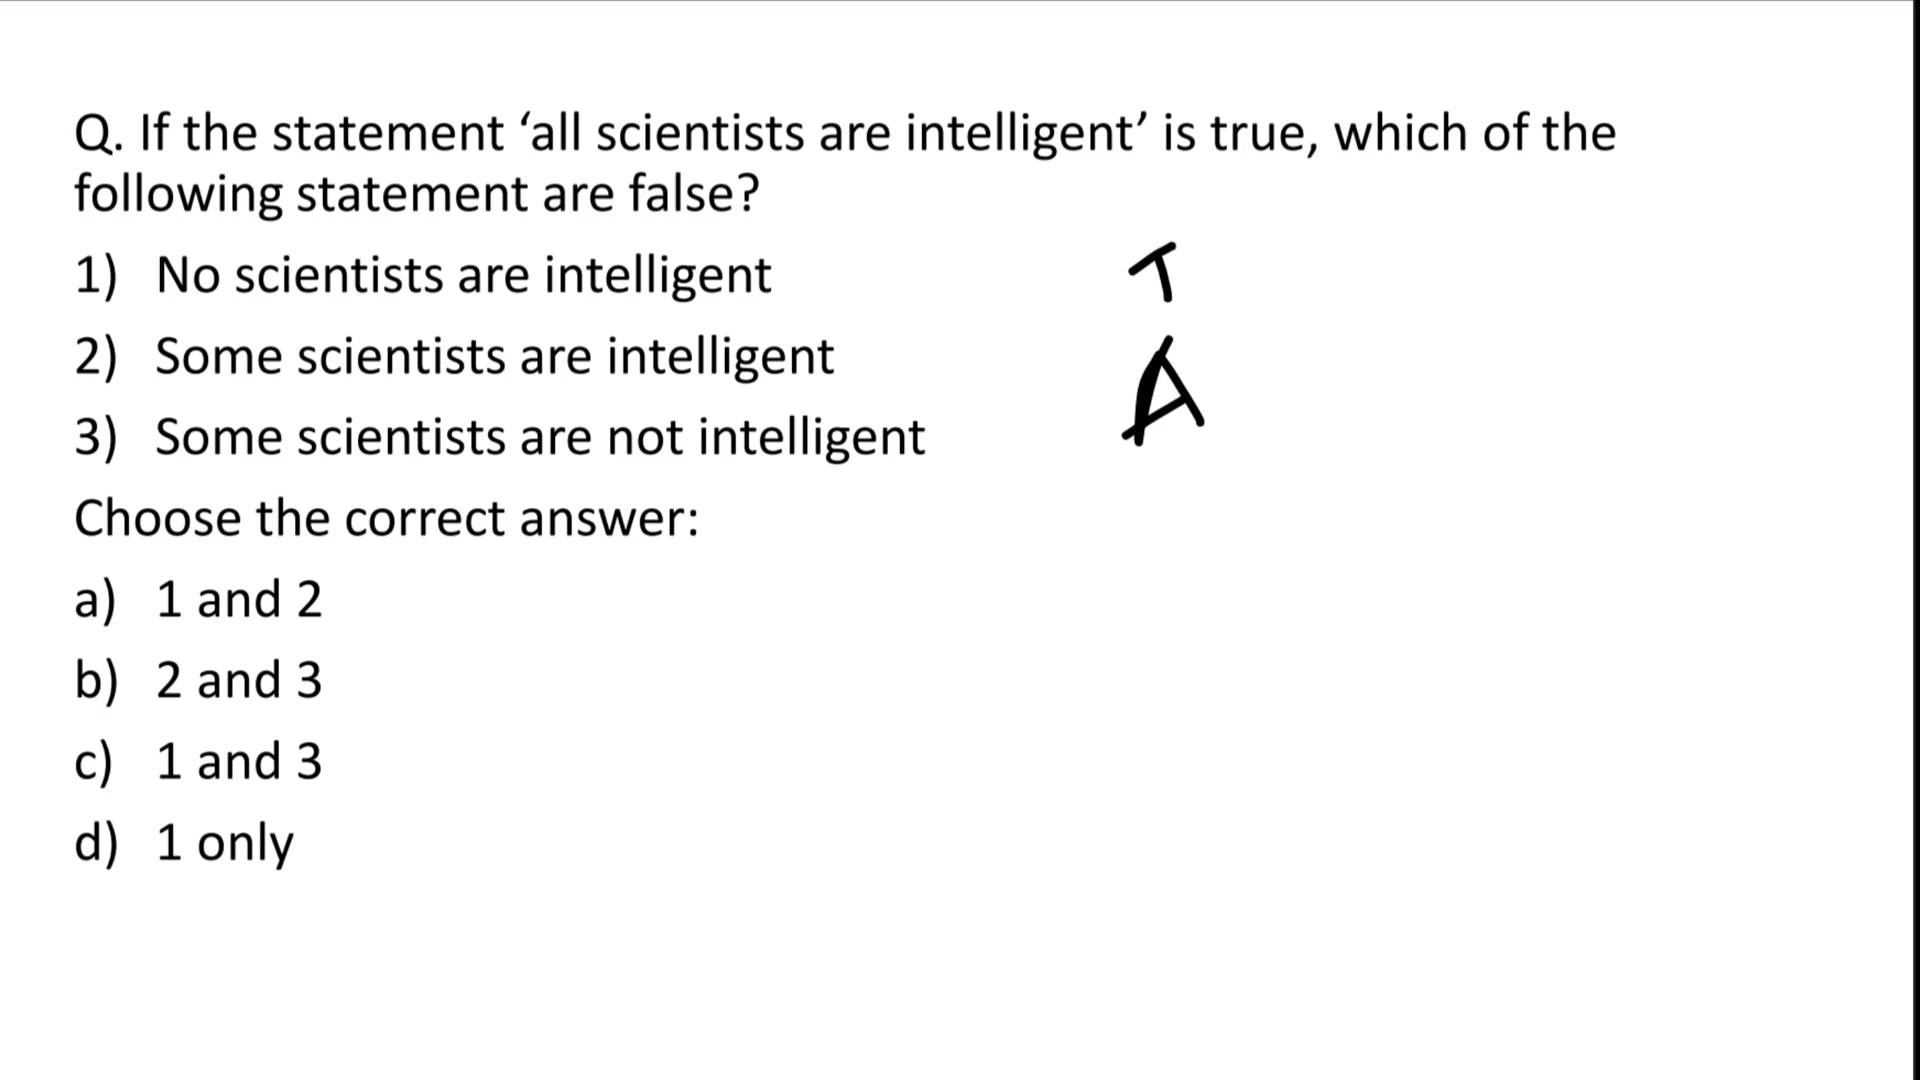 Q. If the statement ‘all scientists are intelligent’ is true, which of the
following statement are false?
1) No scientists are intelligent
T
2) Some scientists are intelligent
A
3) Some scientists are not intelligent
Choose the correct answer:
a) 1 and 2
b) 2 and 3
c) 1 and 3
d) 1 only